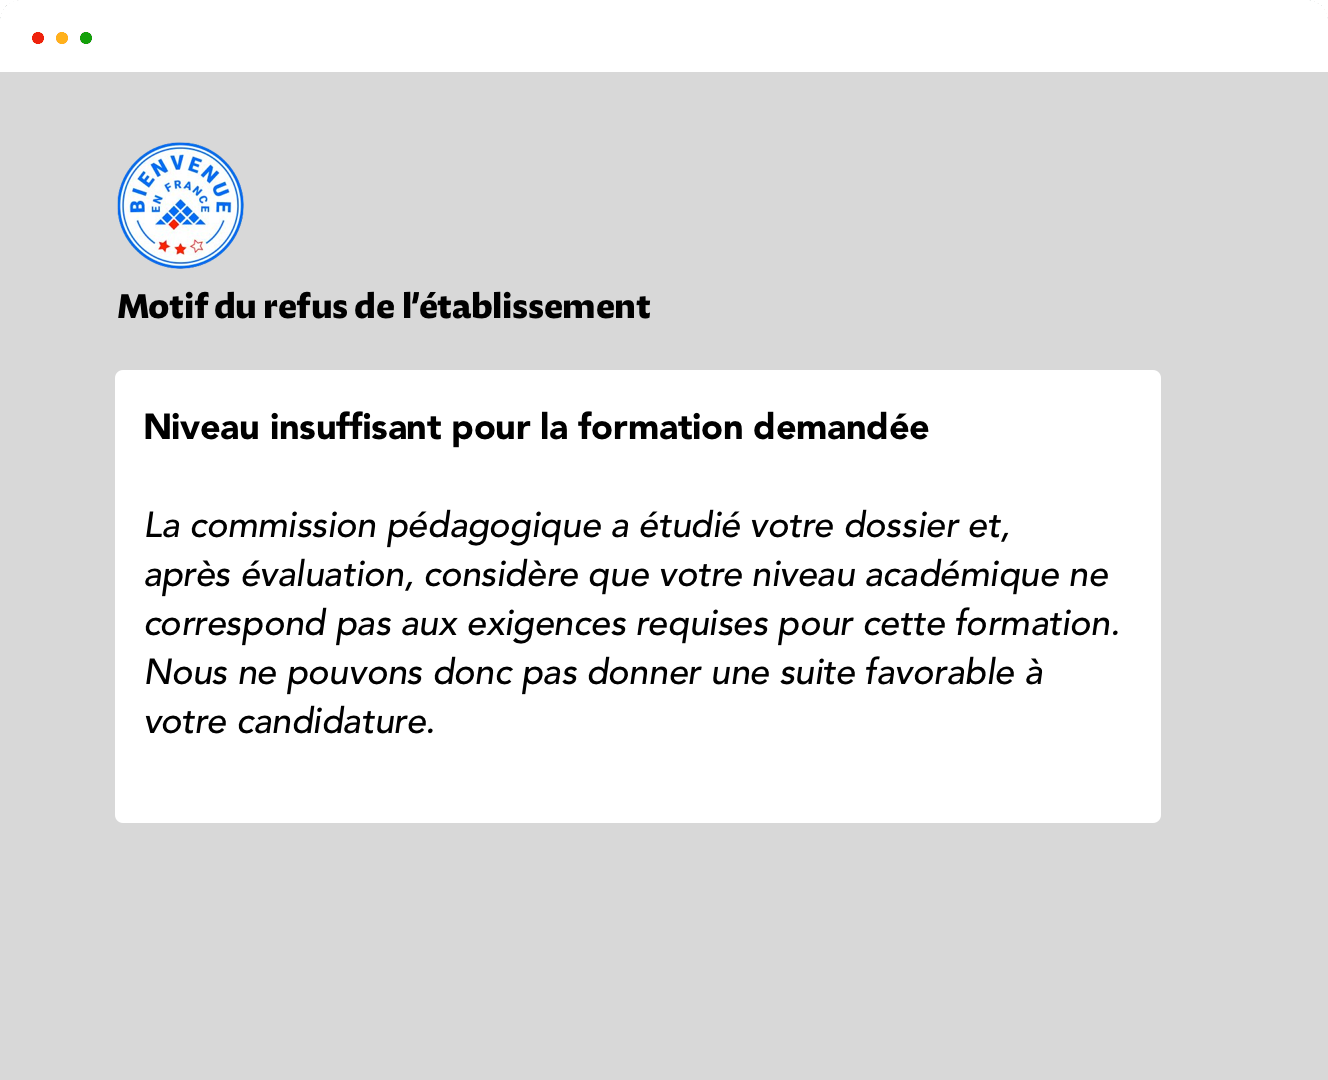 BIENVENUE
EN FRANCE
Motif du refus de l'établissement
Niveau insuffisant pour la formation demandée
La commission pédagogique a étudié votre dossier et,
après évaluation, considère que votre niveau académique ne
correspond pas aux exigences requises pour cette formation.
Nous ne pouvons donc pas donner une suite favorable à
votre candidature.